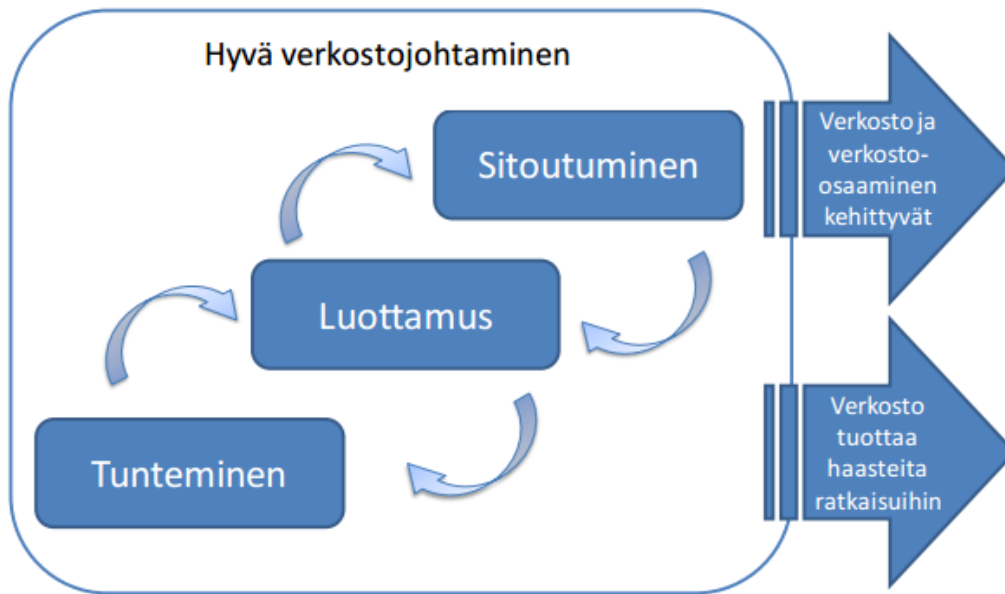 Hyvä verkostojohtaminen
Sitoutuminen
Luottamus
Tunteminen
Verkosto ja
verkosto-
osaaminen
kehittyvät
Verkosto
tuottaa
haasteita
ratkaisuihin